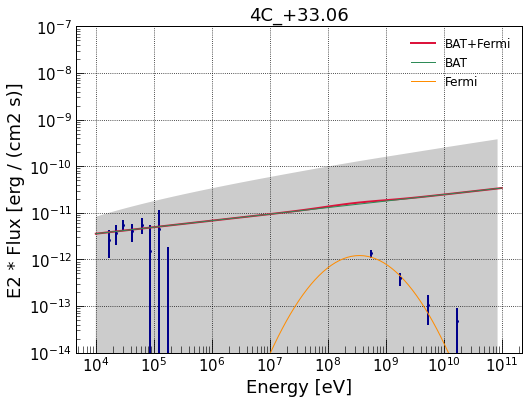 4C_+33.06
E2 * Flux [erg / (cm2 s)]
10^-7
10^-8
10^-9
10^-10
10^-11
10^-12
10^-13
10^-14
BAT+Fermi
BAT
Fermi
10^4 10^5 10^6 10^7 10^8 10^9 10^10 10^11
Energy [eV]